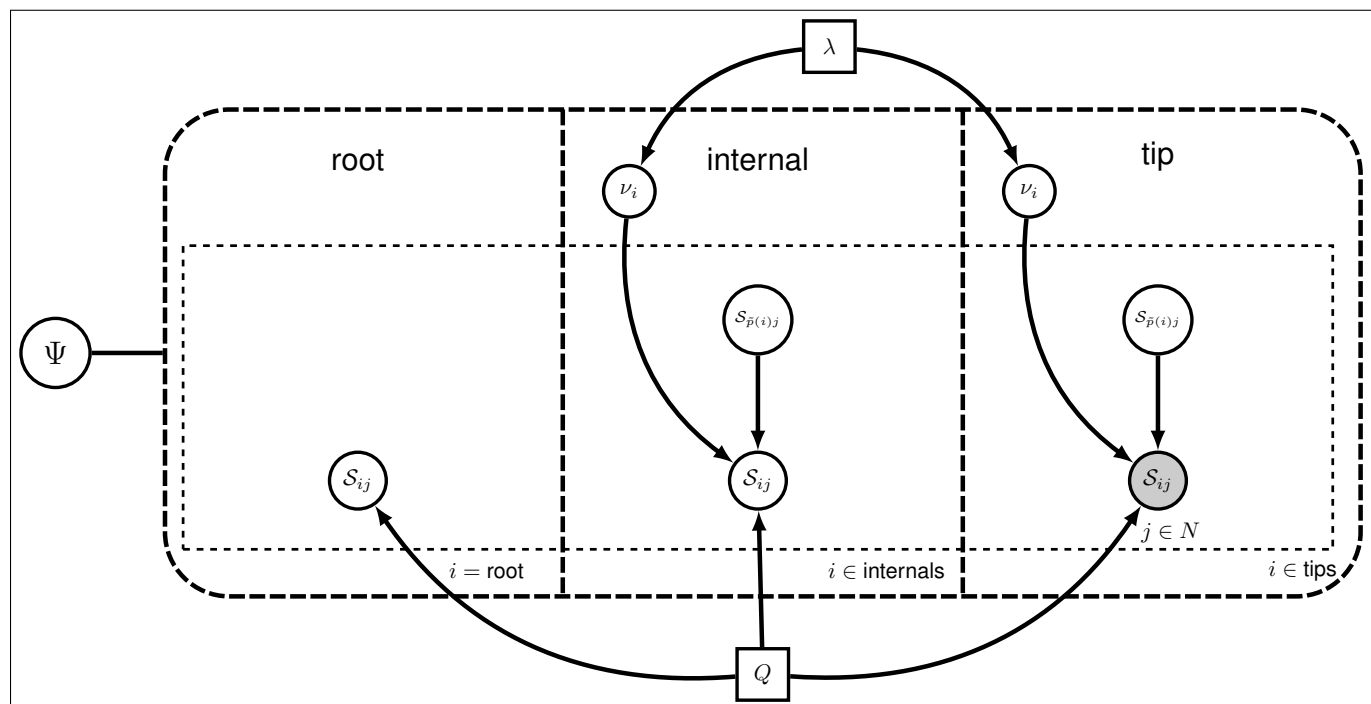 λ
root
internal
tip
ν_i
ν_i
S_{p̃(i)j}
S_{p̃(i)j}
Ψ
S_{ij}
S_{ij}
S_{ij}
j ∈ N
i = root
i ∈ internals
i ∈ tips
Q